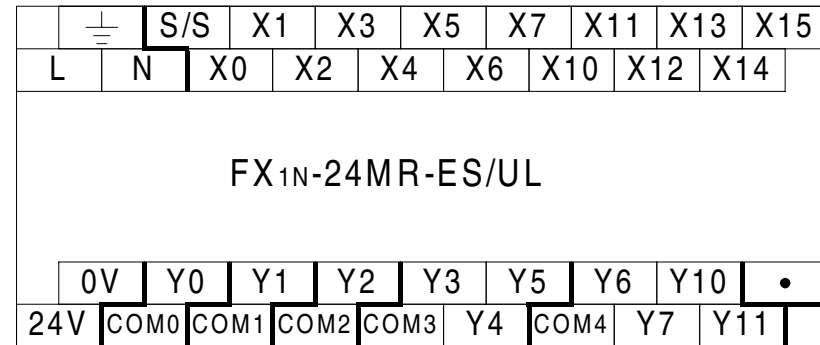 S/S X1 X3 X5 X7 X11 X13 X15
L N X0 X2 X4 X6 X10 X12 X14
FX1N-24MR-ES/UL
0V Y0 Y1 Y2 Y3 Y5 Y6 Y10 •
24V COM0 COM1 COM2 COM3 Y4 COM4 Y7 Y11